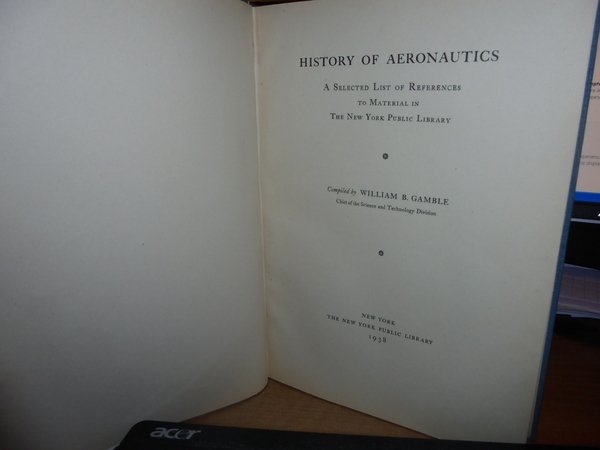 HISTORY OF AERONAUTICS
A SELECTED LIST OF REFERENCES
TO MATERIAL IN
THE NEW YORK PUBLIC LIBRARY
Compiled by WILLIAM B. GAMBLE
Chief of the Science and Technology Division
NEW YORK
THE NEW YORK PUBLIC LIBRARY
1938
acer